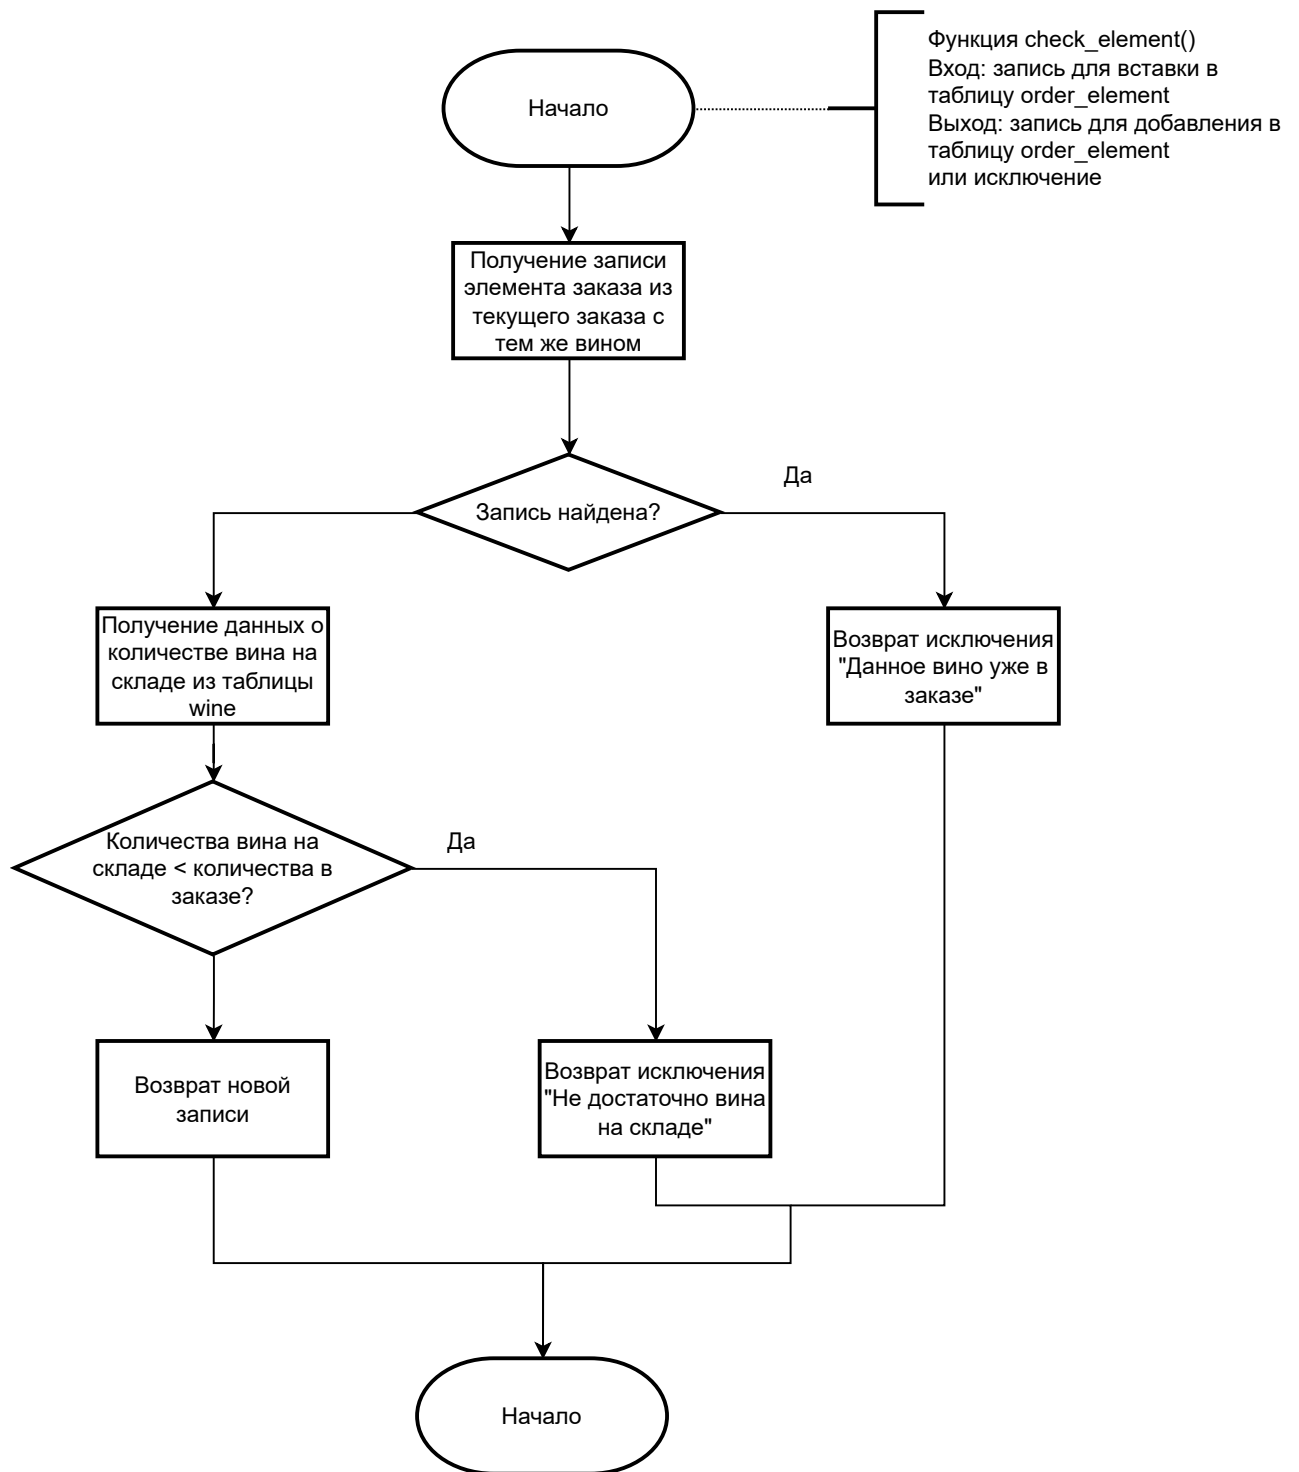 Начало
Функция check_element()
Вход: запись для вставки в
таблицу order_element
Выход: запись для добавления в
таблицу order_element
или исключение
Получение записи
элемента заказа из
текущего заказа с
тем же вином
Запись найдена?
Да
Получение данных о
количестве вина на
складе из таблицы
wine
Возврат исключения
"Данное вино уже в
заказе"
Количества вина на
складе < количества в
заказе?
Да
Возврат новой
записи
Возврат исключения
"Не достаточно вина
на складе"
Начало